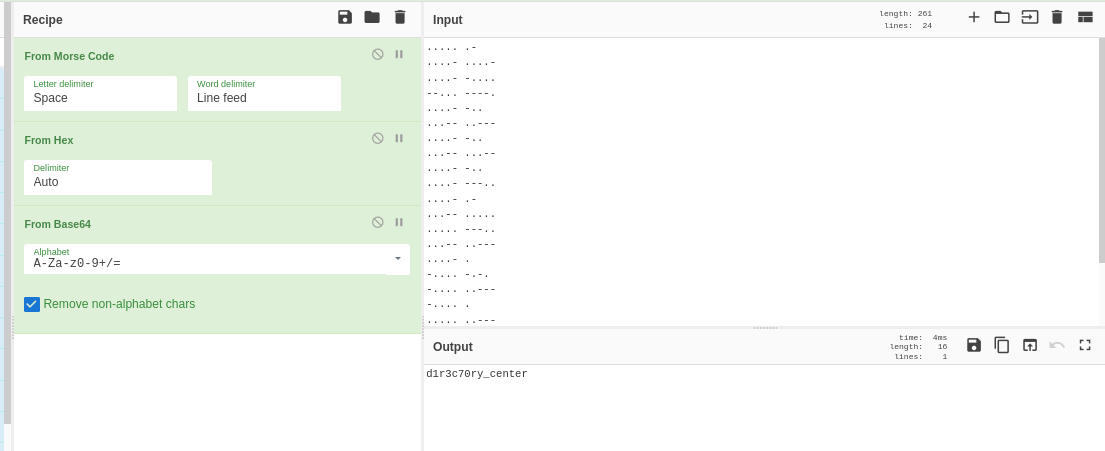 Recipe
From Morse Code
Letter delimiter
Space
Word delimiter
Line feed
From Hex
Delimiter
Auto
From Base64
Alphabet
A-Za-z0-9+/=
Remove non-alphabet chars
Input
length: 261
lines: 24
..... .-
....- ....-
....- -....
--... ----.
....- -..
...-- ..---
....- -..
...-- ...--
....- -..
....- ---..
....- .-
...-- .....
..... ---..
...-- ..---
....- .
-.... -.-.
-.... ..---
-.... .
..... ..---
Output
time: 4ms
length: 16
lines: 1
d1r3c70ry_center